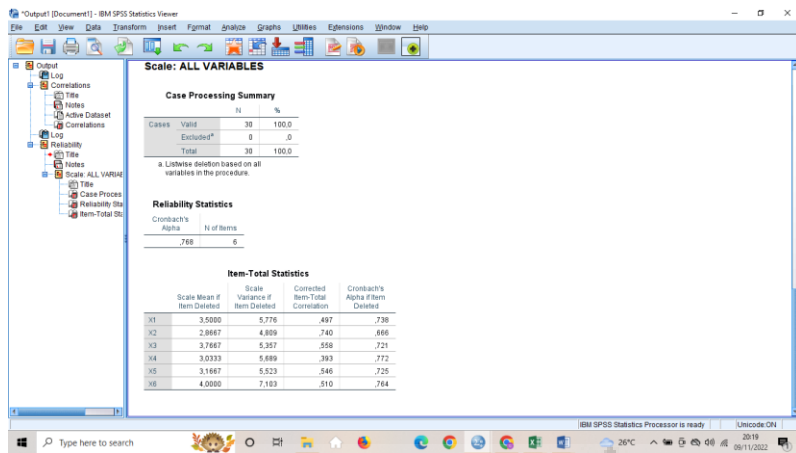 *Output1 [Document1] - IBM SPSS Statistics Viewer
File Edit View Data Transform Insert Format Analyze Graphs Utilities Extensions Window Help
Output
Log
Correlations
Title
Notes
Active Dataset
Correlations
Log
Reliability
Title
Notes
Scale: ALL VARIAB
Title
Case Proces
Reliability Sta
Item-Total Sta
Scale: ALL VARIABLES
Case Processing Summary
N %
Cases Valid 30 100,0
Excludedᵃ 0 ,0
Total 30 100,0
a. Listwise deletion based on all
variables in the procedure.
Reliability Statistics
Cronbach's
Alpha N of Items
,768 6
Item-Total Statistics
Scale Mean if
Item Deleted
Scale
Variance if
Item Deleted
Corrected
Item-Total
Correlation
Cronbach's
Alpha if Item
Deleted
X1 3,5000 5,776 ,497 ,738
X2 2,8667 4,809 ,740 ,666
X3 3,7667 5,357 ,558 ,721
X4 3,0333 5,689 ,393 ,772
X5 3,1667 5,523 ,546 ,725
X6 4,0000 7,103 ,510 ,764
IBM SPSS Statistics Processor is ready Unicode:ON
Type here to search
26°C
20:19
09/11/2022